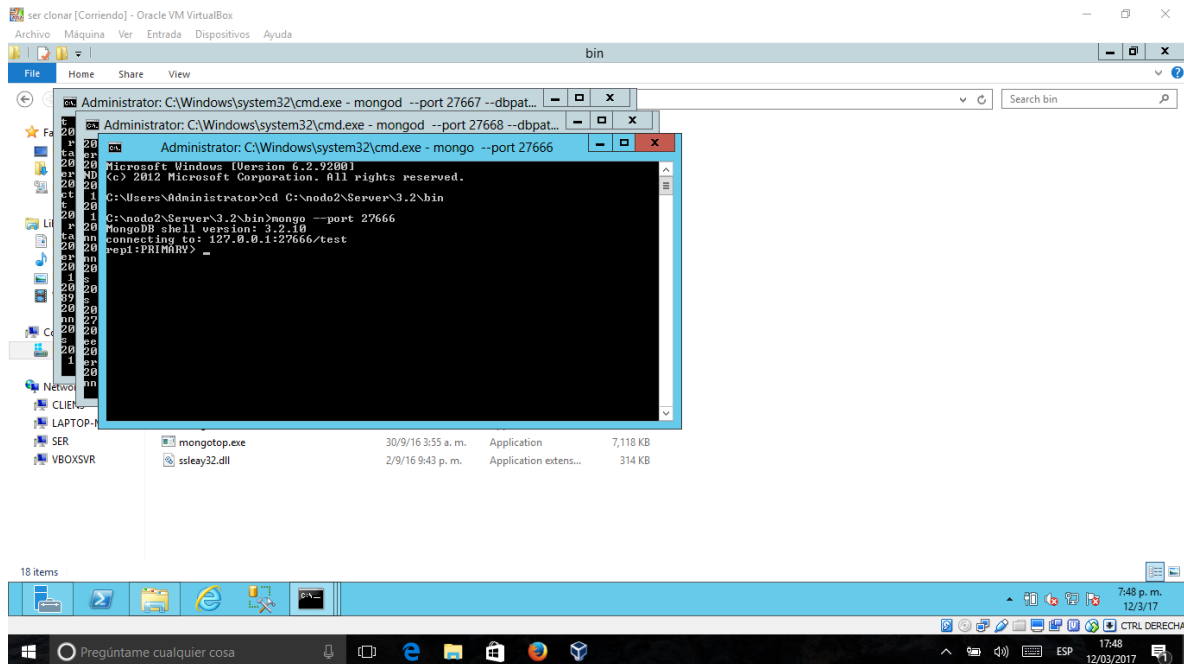 ser clonar [Corriendo] - Oracle VM VirtualBox
Archivo Máquina Ver Entrada Dispositivos Ayuda
bin
File Home Share View
Search bin
Administrator: C:\Windows\system32\cmd.exe - mongod --port 27667 --dbpat...
Administrator: C:\Windows\system32\cmd.exe - mongod --port 27668 --dbpat...
Administrator: C:\Windows\system32\cmd.exe - mongo --port 27666
Microsoft Windows [Version 6.2.9200]
(c) 2012 Microsoft Corporation. All rights reserved.
C:\Users\Administrator>cd C:\nodo2\Server\3.2\bin
C:\nodo2\Server\3.2\bin>mongo --port 27666
MongoDB shell version: 3.2.10
connecting to: 127.0.0.1:27666/test
rep1:PRIMARY> _
SER
VBOXSVR
mongotop.exe 30/9/16 3:55 a. m. Application 7,118 KB
ssleay32.dll 2/9/16 9:43 p. m. Application extens... 314 KB
18 items
7:48 p. m.
12/3/17
CTRL DERECHA
Pregúntame cualquier cosa
ESP
17:48
12/03/2017